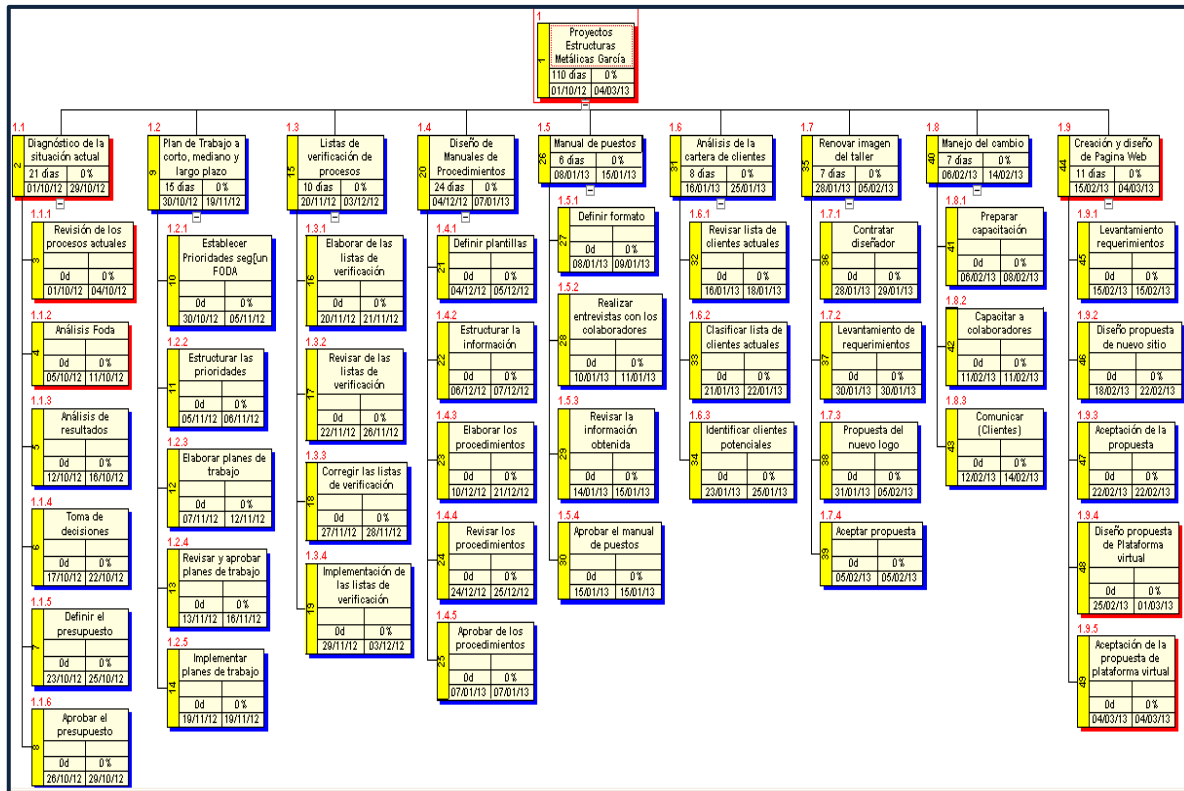 1
1
Proyectos
Estructuras
Metálicas García
110 días 0%
01/10/12 04/03/13
1.1
2
Diagnóstico de la
situación actual
21 días 0%
01/10/12 29/10/12
1.1.1
3
Revisión de los
procesos actuales
0d 0%
01/10/12 04/10/12
1.1.2
4
Análisis Foda
0d 0%
05/10/12 11/10/12
1.1.3
5
Análisis de
resultados
0d 0%
12/10/12 16/10/12
1.1.4
6
Toma de
decisiones
0d 0%
17/10/12 22/10/12
1.1.5
7
Definir el
presupuesto
0d 0%
23/10/12 25/10/12
1.1.6
8
Aprobar el
presupuesto
0d 0%
26/10/12 29/10/12
1.2
9
Plan de Trabajo a
corto, mediano y
largo plazo
15 días 0%
30/10/12 19/11/12
1.2.1
10
Establecer
Prioridades seg{un
FODA
0d 0%
30/10/12 05/11/12
1.2.2
11
Estructurar las
prioridades
0d 0%
05/11/12 06/11/12
1.2.3
12
Elaborar planes de
trabajo
0d 0%
07/11/12 12/11/12
1.2.4
13
Revisar y aprobar
planes de trabajo
0d 0%
13/11/12 16/11/12
1.2.5
14
Implementar
planes de trabajo
0d 0%
19/11/12 19/11/12
1.3
15
Listas de
verificación de
procesos
10 días 0%
20/11/12 03/12/12
1.3.1
16
Elaborar de las
listas de
verificación
0d 0%
20/11/12 21/11/12
1.3.2
17
Revisar de las
listas de
verificación
0d 0%
22/11/12 26/11/12
1.3.3
18
Corregir las listas
de verificación
0d 0%
27/11/12 28/11/12
1.3.4
19
Implementación de
las listas de
verificación
0d 0%
29/11/12 03/12/12
1.4
20
Diseño de
Manuales de
Procedimientos
24 días 0%
04/12/12 07/01/13
1.4.1
21
Definir plantillas
0d 0%
04/12/12 05/12/12
1.4.2
22
Estructurar la
información
0d 0%
06/12/12 07/12/12
1.4.3
23
Elaborar los
procedimientos
0d 0%
10/12/12 21/12/12
1.4.4
24
Revisar los
procedimientos
0d 0%
24/12/12 25/12/12
1.4.5
25
Aprobar de los
procedimientos
0d 0%
07/01/13 07/01/13
1.5
26
Manual de puestos
6 días 0%
08/01/13 15/01/13
1.5.1
27
Definir formato
0d 0%
08/01/13 09/01/13
1.5.2
28
Realizar
entrevistas con los
colaboradores
0d 0%
10/01/13 11/01/13
1.5.3
29
Revisar la
información
obtenida
0d 0%
14/01/13 15/01/13
1.5.4
30
Aprobar el manual
de puestos
0d 0%
15/01/13 15/01/13
1.6
31
Análisis de la
cartera de clientes
8 días 0%
16/01/13 25/01/13
1.6.1
32
Revisar lista de
clientes actuales
0d 0%
16/01/13 18/01/13
1.6.2
33
Clasificar lista de
clientes actuales
0d 0%
21/01/13 22/01/13
1.6.3
34
Identificar clientes
potenciales
0d 0%
23/01/13 25/01/13
1.7
35
Renovar imagen
del taller
7 días 0%
28/01/13 05/02/13
1.7.1
36
Contratar
diseñador
0d 0%
28/01/13 29/01/13
1.7.2
37
Levantamiento de
requerimientos
0d 0%
30/01/13 30/01/13
1.7.3
38
Propuesta del
nuevo logo
0d 0%
31/01/13 05/02/13
1.7.4
39
Aceptar propuesta
0d 0%
05/02/13 05/02/13
1.8
40
Manejo del cambio
7 días 0%
06/02/13 14/02/13
1.8.1
41
Preparar
capacitación
0d 0%
06/02/13 08/02/13
1.8.2
42
Capacitar a
colaboradores
0d 0%
11/02/13 11/02/13
1.8.3
43
Comunicar
(Clientes)
0d 0%
12/02/13 14/02/13
1.9
44
Creación y diseño
de Pagina Web
11 días 0%
15/02/13 04/03/13
1.9.1
45
Levantamiento
requerimientos
0d 0%
15/02/13 15/02/13
1.9.2
46
Diseño propuesta
de nuevo sitio
0d 0%
18/02/13 22/02/13
1.9.3
47
Aceptación de la
propuesta
0d 0%
22/02/13 22/02/13
1.9.4
48
Diseño propuesta
de Plataforma
virtual
0d 0%
25/02/13 01/03/13
1.9.5
49
Aceptación de la
propuesta de
plataforma virtual
0d 0%
04/03/13 04/03/13